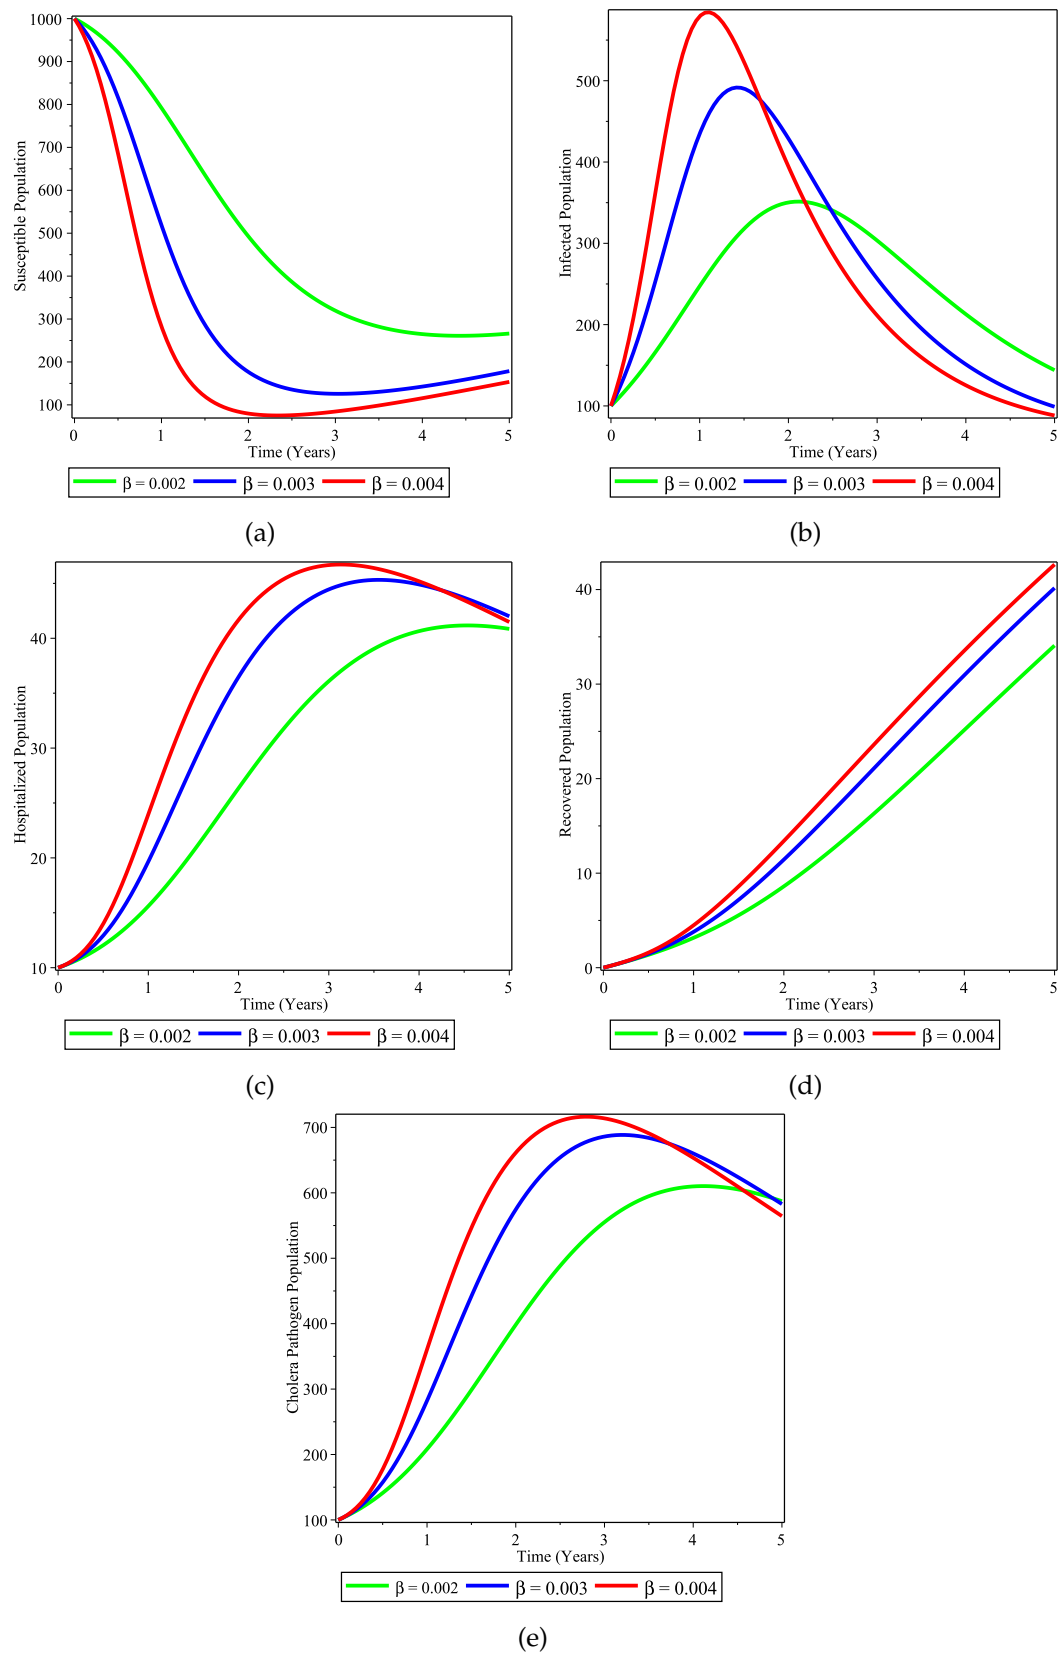 1000
900
800
700
600
500
400
300
200
100
Susceptible Population
0 1 2 3 4 5
Time (Years)
β = 0.002 β = 0.003 β = 0.004
(a)
500
400
300
200
100
Infected Population
0 1 2 3 4 5
Time (Years)
β = 0.002 β = 0.003 β = 0.004
(b)
40
30
20
10
Hospitalized Population
0 1 2 3 4 5
Time (Years)
β = 0.002 β = 0.003 β = 0.004
(c)
40
30
20
10
0
Recovered Population
0 1 2 3 4 5
Time (Years)
β = 0.002 β = 0.003 β = 0.004
(d)
700
600
500
400
300
200
100
Cholera Pathogen Population
0 1 2 3 4 5
Time (Years)
β = 0.002 β = 0.003 β = 0.004
(e)